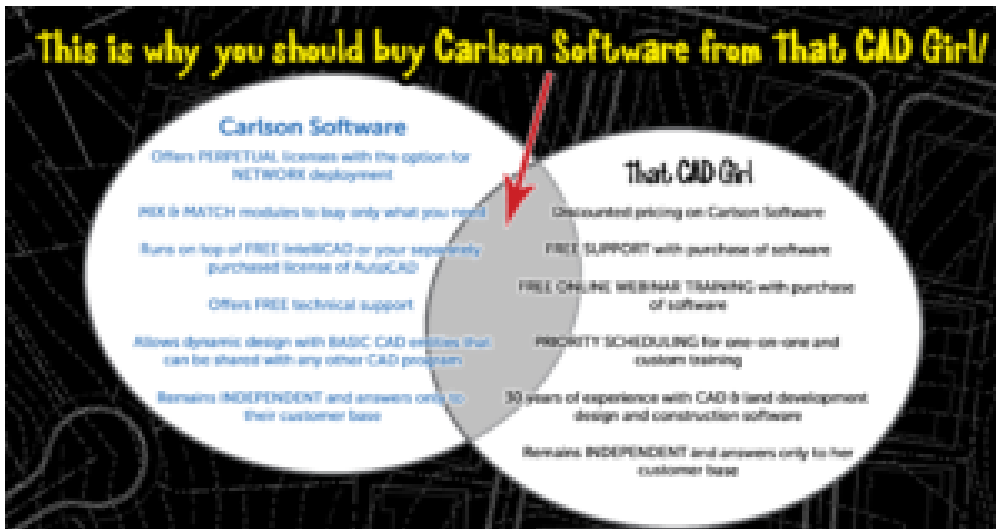 This is why you should buy Carlson Software from That CAD Girl!
Carlson Software
Offers PERPETUAL licenses with the option for
NETWORK deployment
MIX & MATCH modules to buy only what you need
Runs on top of FREE IntelliCAD or your separately
purchased license of AutoCAD
Offers FREE technical support
Allows dynamic design with BASIC CAD entities that
can be shared with any other CAD program
Remains INDEPENDENT and answers only to
their customer base
That CAD Girl
Discounted pricing on Carlson Software
FREE SUPPORT with purchase of software
FREE ONLINE WEBINAR TRAINING with purchase
of software
PRIORITY SCHEDULING for one-on-one and
custom training
30 years of experience with CAD & land development
design and construction software
Remains INDEPENDENT and answers only to her
customer base